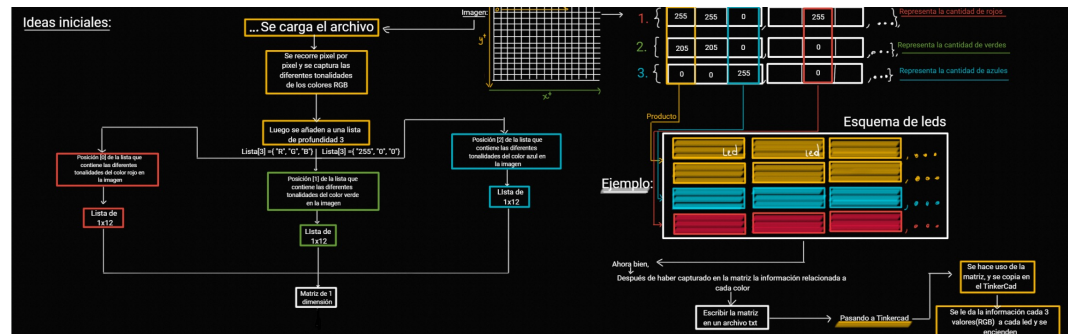 Ideas iniciales:
...Se carga el archivo
Se recorre pixel por
pixel y se captura las
diferentes tonalidades
de los colores RGB
Luego se añaden a una lista
de profundidad 3
Lista[3] =( "R", "G", "B")
Lista[3] =( "255", "0", "0")
Posición [0] de la lista que
contiene las diferentes
tonalidades del color rojo en
la imagen
Lista de
1x12
Posición [1] de la lista que
contiene las diferentes
tonalidades del color verde
en la imagen
LIsta de
1x12
Posición [2] de la lista que
contiene las diferentes
tonalidades del color azul en
la imagen
LIsta de
1x12
Matriz de 1
dimensión
Imagen:
x+
1. { 255 255 0 , 255 , ...},
Representa la cantidad de rojos
2. { 205 205 0 , 0 , ...},
Representa la cantidad de verdes
3. { 0 0 255 , 0 , ...}
Representa la cantidad de azules
Producto
Esquema de leds
Led
led
Ejemplo:
Ahora bien,
Después de haber capturado en la matriz la información relacionada a
cada color
Escribir la matriz
en un archivo txt
Pasando a Tinkercad
Se hace uso de la
matriz, y se copia en
el TinkerCad
Se le da la información cada 3
valores(RGB) a cada led y se
encienden